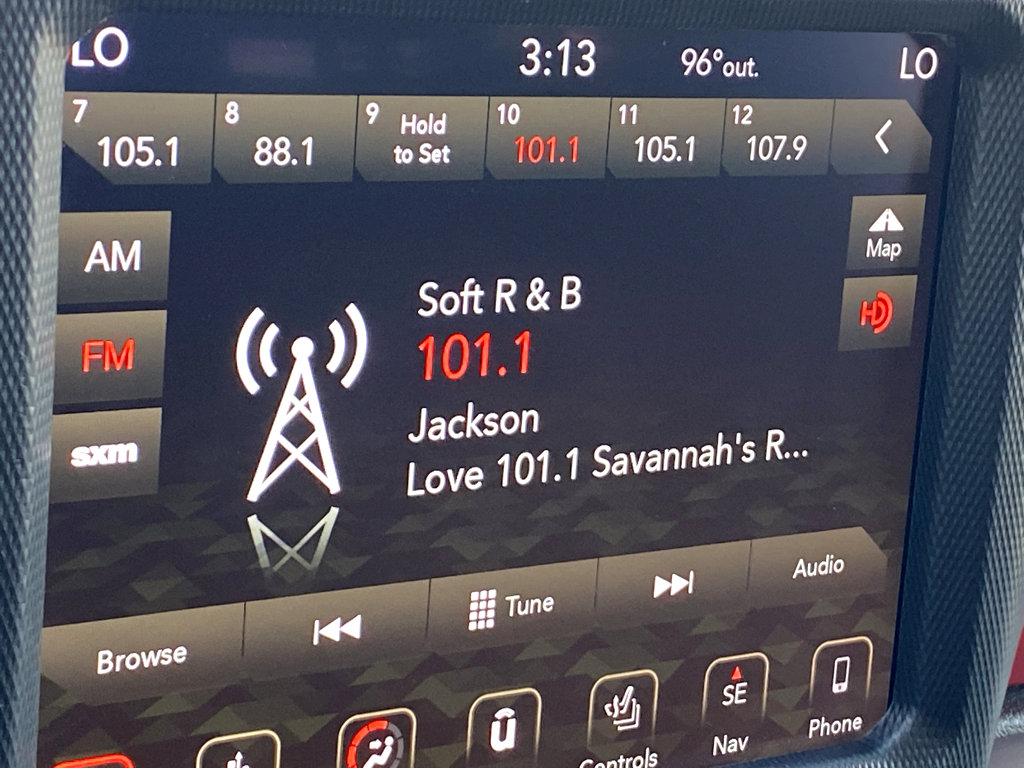 LO 3:13 96°out. LO
7 8 9 10 11 12
105.1 88.1 Hold to Set 101.1 105.1 107.9
AM
Map
FM
HD
sxm
Soft R & B
101.1
Jackson
Love 101.1 Savannah's R...
Browse Tune Audio
Controls SE Nav Phone